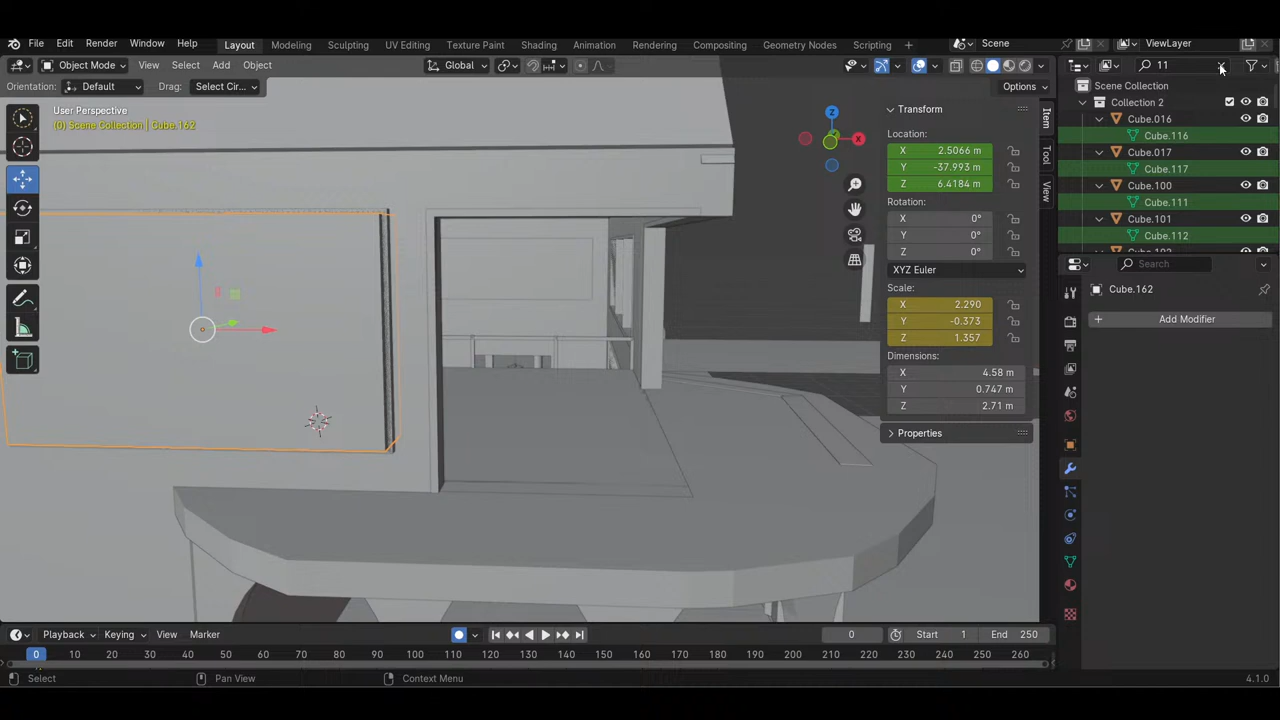 File Edit Render Window Help Layout Modeling Sculpting UV Editing Texture Paint Shading Animation Rendering Compositing Geometry Nodes Scripting + Scene ViewLayer
Object Mode View Select Add Object Global 11
Orientation: Default Drag: Select Cir... Options
User Perspective
(0) Scene Collection | Cube.162
Z
X
Transform
Location:
X 2.5066 m
Y -37.993 m
Z 6.4184 m
Rotation:
X 0°
Y 0°
Z 0°
XYZ Euler
Scale:
X 2.290
Y -0.373
Z 1.357
Dimensions:
X 4.58 m
Y 0.747 m
Z 2.71 m
Properties
Item
Tool
View
Scene Collection
Collection 2
Cube.016
Cube.116
Cube.017
Cube.117
Cube.100
Cube.111
Cube.101
Cube.112
Search
Cube.162
+ Add Modifier
Playback Keying View Marker 0 Start 1 End 250
0 10 20 30 40 50 60 70 80 90 100 110 120 130 140 150 160 170 180 190 200 210 220 230 240 250 260
Select Pan View Context Menu 4.1.0